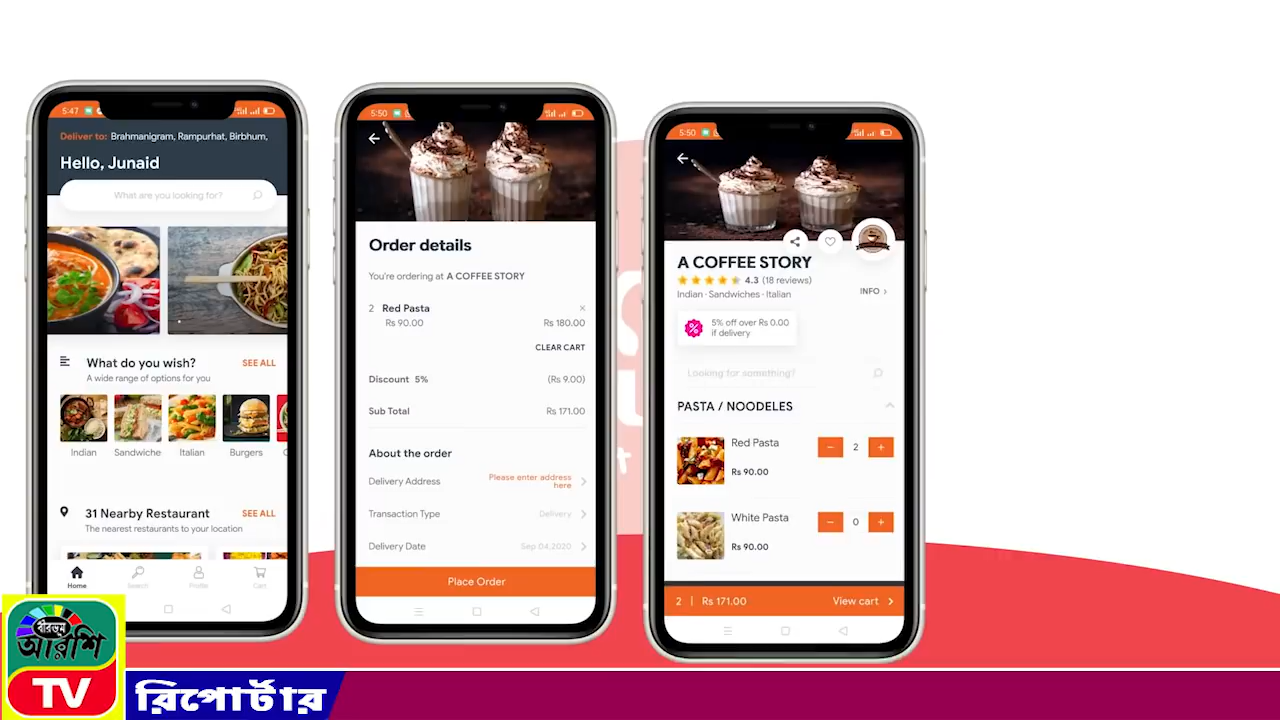 5:47
Deliver to: Brahmanigram, Rampurhat, Birbhum,
Hello, Junaid
What are you looking for?
What do you wish? SEE ALL
A wide range of options for you
Indian Sandwiche Italian Burgers
31 Nearby Restaurant SEE ALL
The nearest restaurants to your location
Home Search Profile Cart
5:50
Order details
You're ordering at A COFFEE STORY
2 Red Pasta ×
Rs 90.00 Rs 180.00
CLEAR CART
Discount 5% (Rs 9.00)
Sub Total Rs 171.00
About the order
Delivery Address Please enter address
here
Transaction Type Delivery
Delivery Date Sep 04,2020
Place Order
5:50
A COFFEE STORY
4.3 (18 reviews)
Indian · Sandwiches · Italian
INFO
5% off over Rs 0.00
if delivery
Looking for something?
PASTA / NOODELES
Red Pasta
− 2 +
Rs 90.00
White Pasta
− 0 +
Rs 90.00
2 | Rs 171.00 View cart
বীরভূম
আরশি
TV
রিপোর্টার